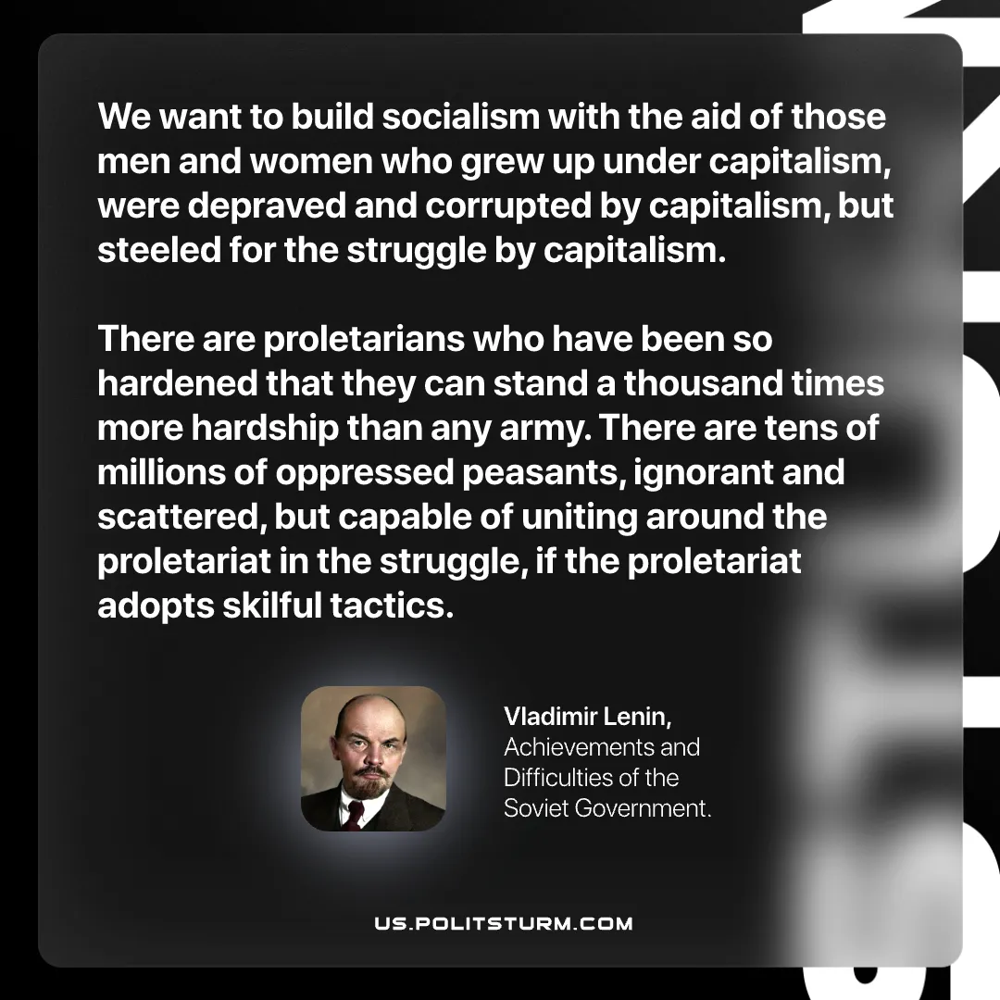 We want to build socialism with the aid of those
men and women who grew up under capitalism,
were depraved and corrupted by capitalism, but
steeled for the struggle by capitalism.
There are proletarians who have been so
hardened that they can stand a thousand times
more hardship than any army. There are tens of
millions of oppressed peasants, ignorant and
scattered, but capable of uniting around the
proletariat in the struggle, if the proletariat
adopts skilful tactics.
Vladimir Lenin,
Achievements and
Difficulties of the
Soviet Government.
US.POLITSTURM.COM